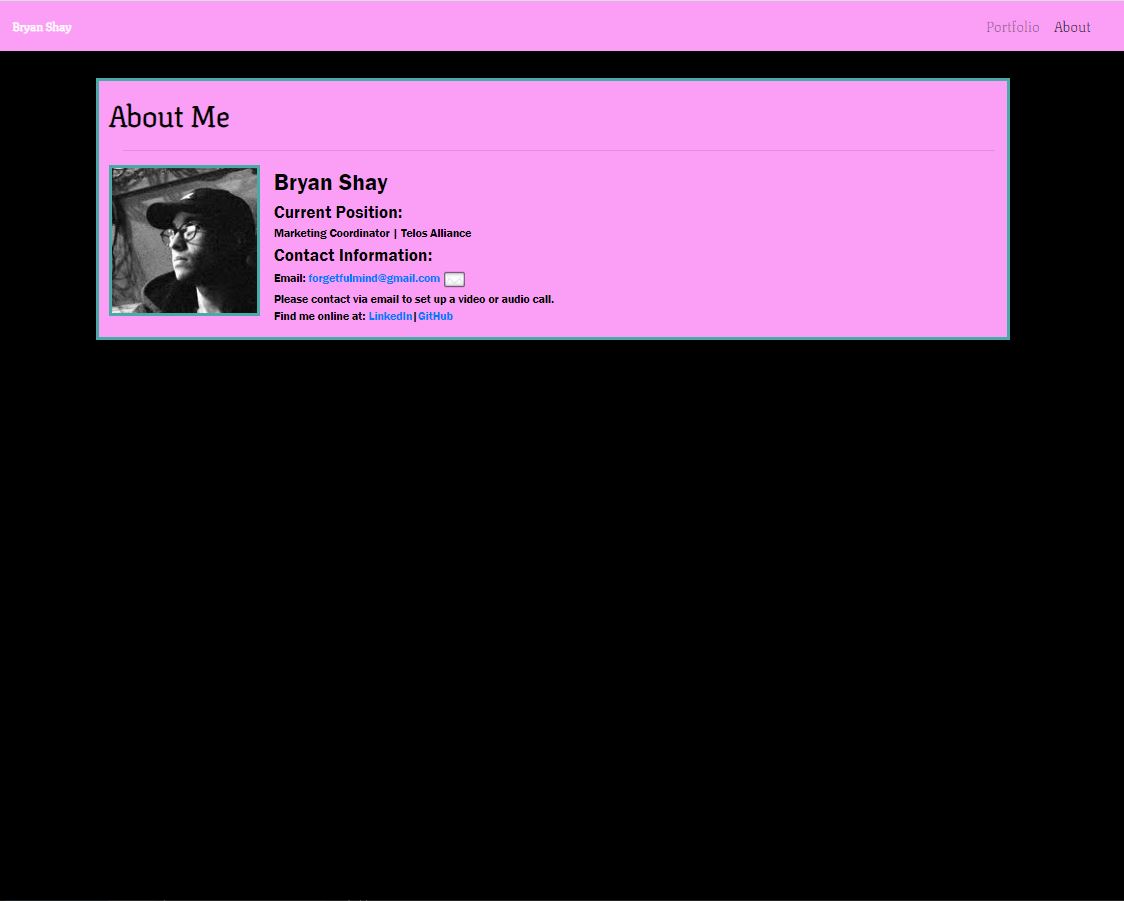 Bryan Shay
Portfolio About
About Me
Bryan Shay
Current Position:
Marketing Coordinator | Telos Alliance
Contact Information:
Email: forgetfulmind@gmail.com
Please contact via email to set up a video or audio call.
Find me online at: LinkedIn|GitHub